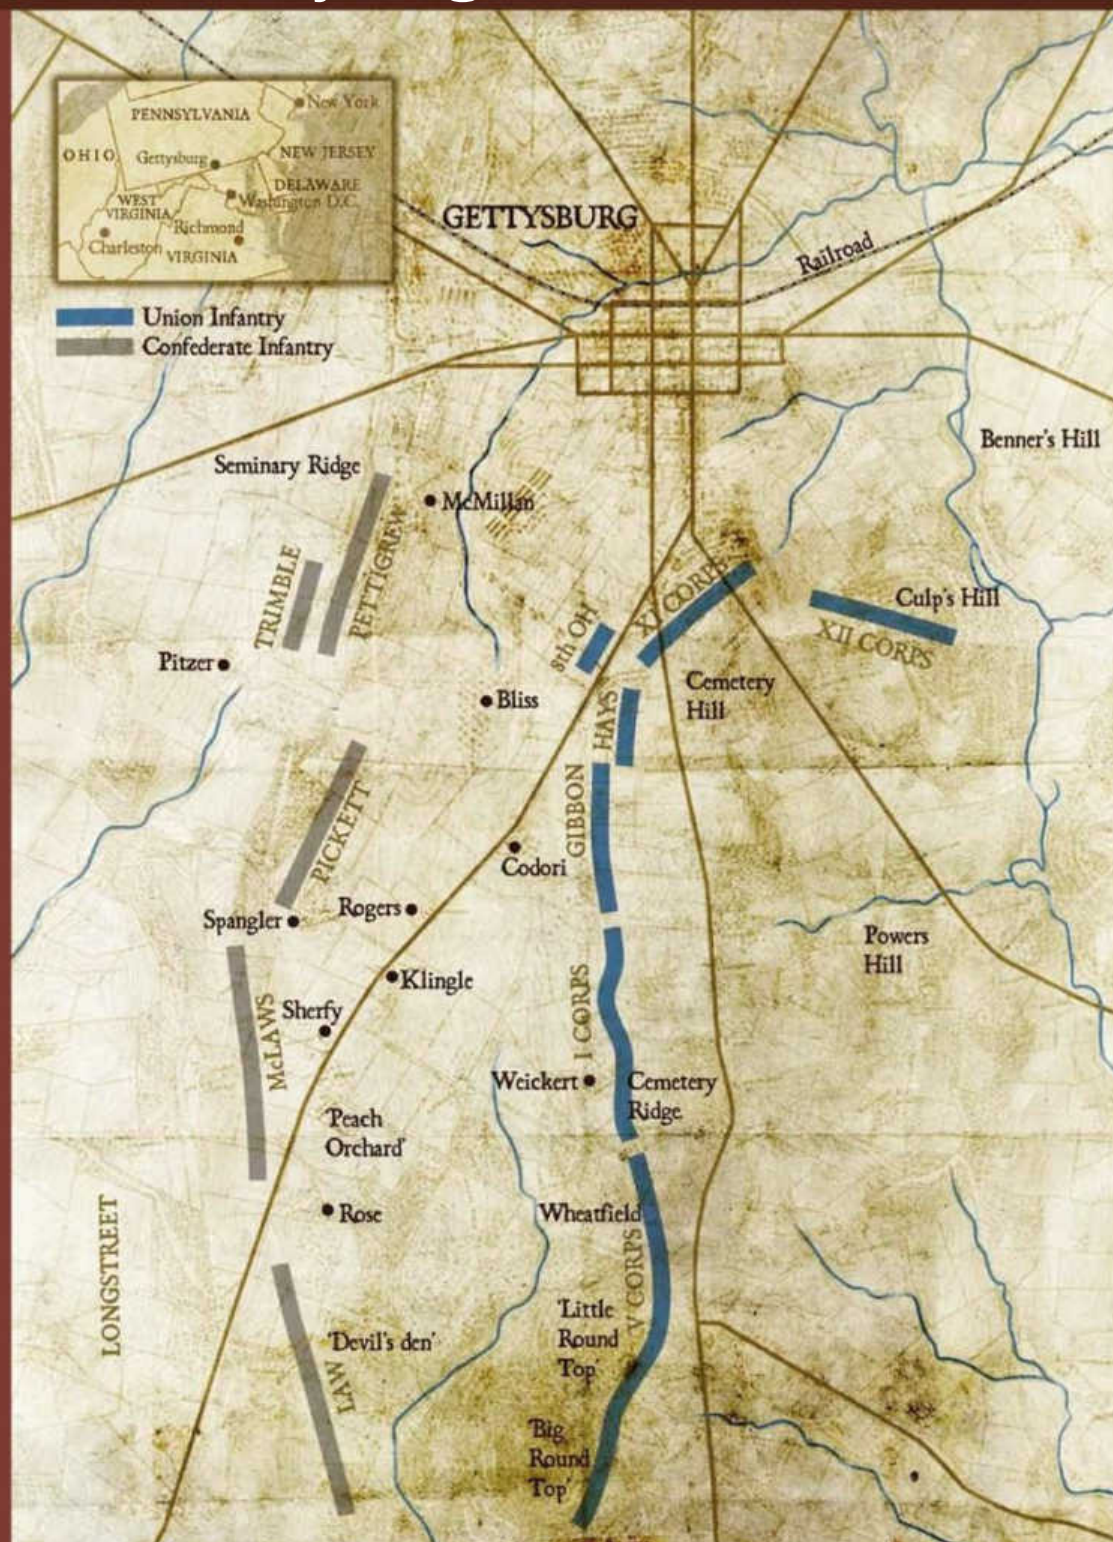 PENNSYLVANIA
New York
OHIO
Gettysburg
NEW JERSEY
DELAWARE
WEST
VIRGINIA
Washington D.C.
Richmond
Charleston
VIRGINIA
GETTYSBURG
Railroad
Union Infantry
Confederate Infantry
Benner's Hill
Seminary Ridge
McMillan
TRIMBLE
PETTIGREW
XI CORPS
Culp's Hill
8th OH
XII CORPS
Pitzer
Bliss
HAYS
Cemetery
Hill
GIBBON
PICKETT
Codori
Rogers
Spangler
Powers
Hill
Klingle
I CORPS
Sherfy
McLAWS
Weickert
Cemetery
Ridge
'Peach
Orchard'
Rose
Wheatfield
LONGSTREET
V CORPS
'Little
Round
Top'
'Devil's den'
LAW
'Big
Round
Top'